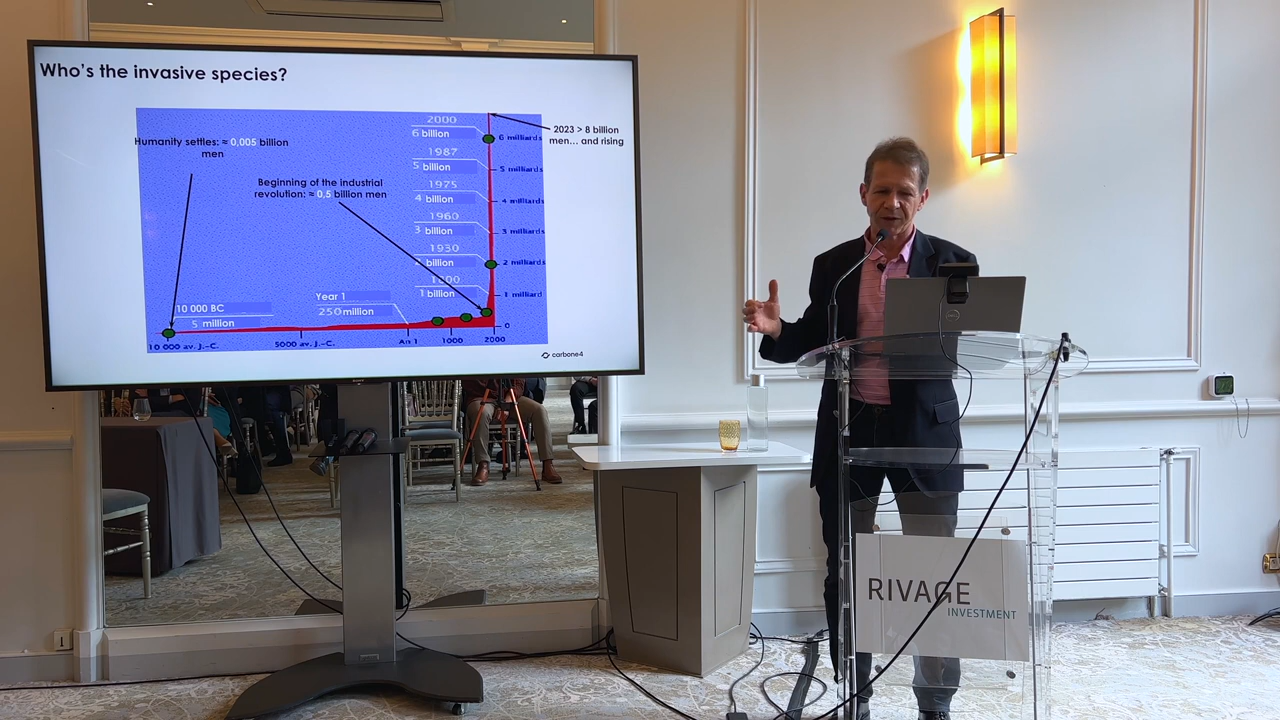 Who's the invasive species?
Humanity settles: ≈ 0,005 billion
men
Beginning of the industrial
revolution: ≈ 0,5 billion men
2000
6 billion
1987
5 billion
1975
4 billion
1960
3 billion
1930
billion
1 billion
6 milliards
5 milliards
4 milliards
3 milliards
2 milliards
1 milliard
0
2023 > 8 billion
men... and rising
10 000 BC
5 million
Year 1
250 million
10 000 av. J.-C.
5000 av. J.-C.
An 1
1000
2000
carbone4
DELL
RIVAGE
INVESTMENT